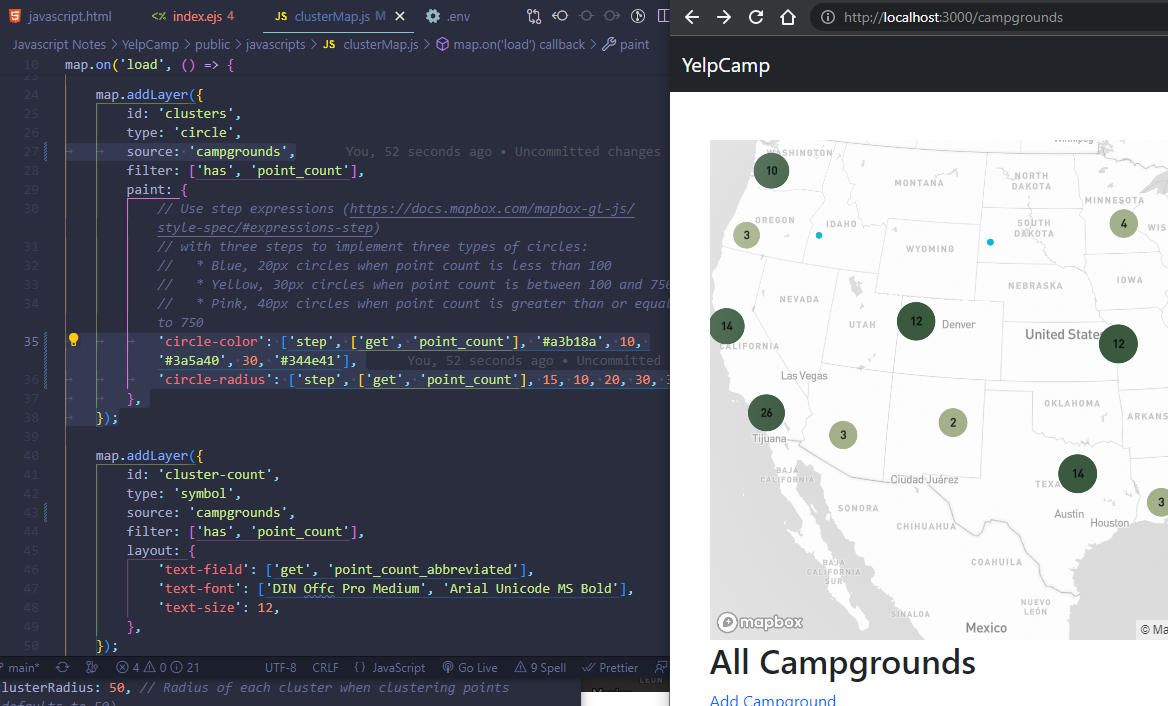 javascript.html
<% index.ejs 4
JS clusterMap.js M
.env
Javascript Notes > YelpCamp > public > javascripts > JS clusterMap.js > map.on('load') callback > paint
10 map.on('load', () => {
23
24 map.addLayer({
25 id: 'clusters',
26 type: 'circle',
27 source: 'campgrounds', You, 52 seconds ago • Uncommitted changes
28 filter: ['has', 'point_count'],
29 paint: {
30 // Use step expressions (https://docs.mapbox.com/mapbox-gl-js/
style-spec/#expressions-step)
31 // with three steps to implement three types of circles:
32 // * Blue, 20px circles when point count is less than 100
33 // * Yellow, 30px circles when point count is between 100 and 750
34 // * Pink, 40px circles when point count is greater than or equal
to 750
35 'circle-color': ['step', ['get', 'point_count'], '#a3b18a', 10,
'#3a5a40', 30, '#344e41'], You, 52 seconds ago • Uncommitted
36 'circle-radius': ['step', ['get', 'point_count'], 15, 10, 20, 30,
37 },
38 });
39
40 map.addLayer({
41 id: 'cluster-count',
42 type: 'symbol',
43 source: 'campgrounds',
44 filter: ['has', 'point_count'],
45 layout: {
46 'text-field': ['get', 'point_count_abbreviated'],
47 'text-font': ['DIN Offc Pro Medium', 'Arial Unicode MS Bold'],
48 'text-size': 12,
49 },
50 });
main* 4 0 21 UTF-8 CRLF {} JavaScript Go Live 9 Spell Prettier
lusterRadius: 50, // Radius of each cluster when clustering points
defaults to 50)
http://localhost:3000/campgrounds
YelpCamp
WASHINGTON
Winnipeg
10
MONTANA
NORTH
DAKOTA
MINNESOTA
OREGON
3
IDAHO
SOUTH
DAKOTA
4
WIS
WYOMING
IOWA
NEBRASKA
NEVADA
14
UTAH
12
Denver
United States
12
CALIFORNIA
Las Vegas
26
OKLAHOMA
ARKANS
3
2
Tijuana
BAJA
CALIFORNIA
Ciudad Juárez
14
TEXA
3
SONORA
Austin
Houston
CHIHUAHUA
COAHUILA
BAJA
CALIFORNIA
SUR
NUEVO
LEÓN
SINALOA
mapbox
Mexico
© Ma
All Campgrounds
Add Campground